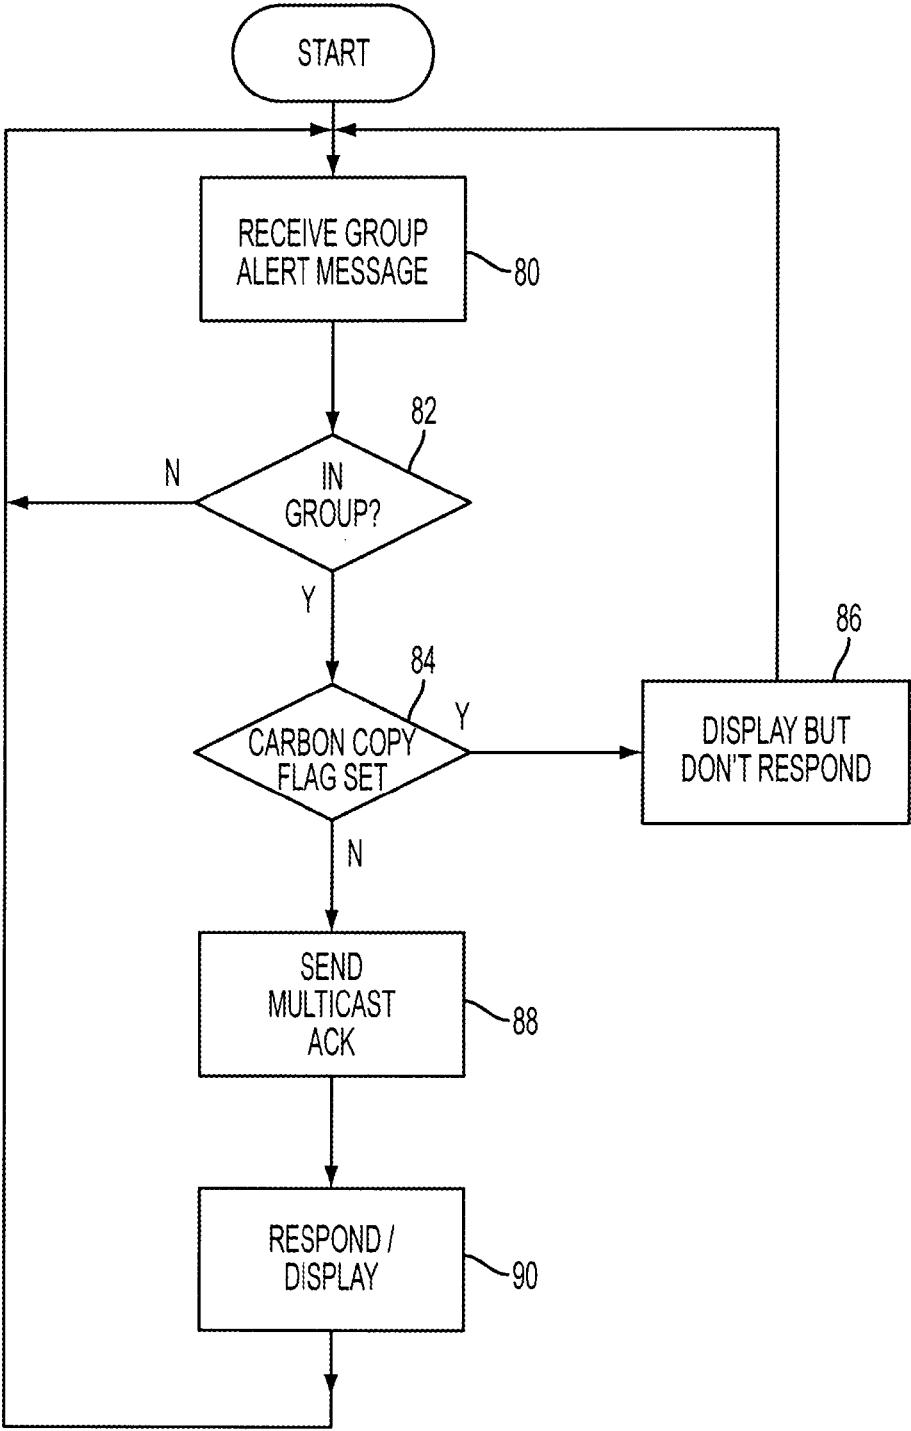 START
RECEIVE GROUP
ALERT MESSAGE
80
82
N
IN
GROUP?
Y
84
86
Y
CARBON COPY
FLAG SET
DISPLAY BUT
DON'T RESPOND
N
SEND
MULTICAST
ACK
88
RESPOND /
DISPLAY
90